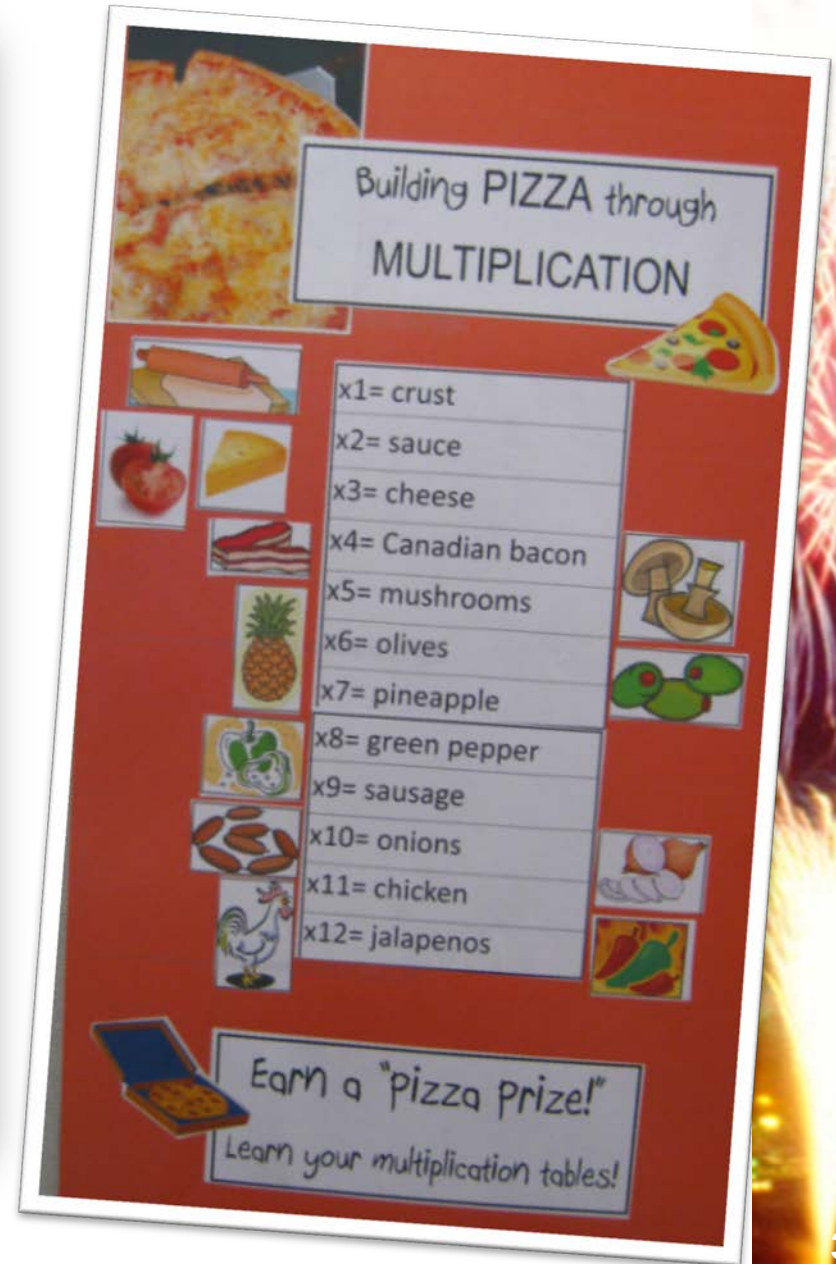 Building PIZZA through
MULTIPLICATION
x1= crust
x2= sauce
x3= cheese
x4= Canadian bacon
x5= mushrooms
x6= olives
x7= pineapple
x8= green pepper
x9= sausage
x10= onions
x11= chicken
x12= jalapenos
Earn a "Pizza Prize!"
Learn your multiplication tables!